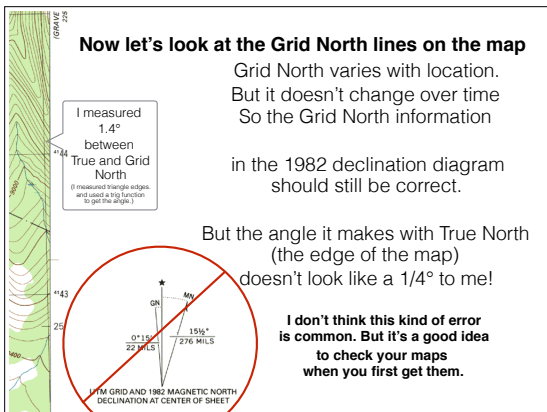 (GRAVE
225
Now let's look at the Grid North lines on the map
Grid North varies with location.
But it doesn't change over time
So the Grid North information
in the 1982 declination diagram
should still be correct.
But the angle it makes with True North
(the edge of the map)
doesn't look like a 1/4° to me!
I don't think this kind of error
is common. But it's a good idea
to check your maps
when you first get them.
I measured
1.4°
between
True and Grid
North
(I measured triangle edges.
and used a trig function
to get the angle.)
4144
4143
25
GN
MN
0°15'
22 MILS
15½°
276 MILS
UTM GRID AND 1982 MAGNETIC NORTH
DECLINATION AT CENTER OF SHEET